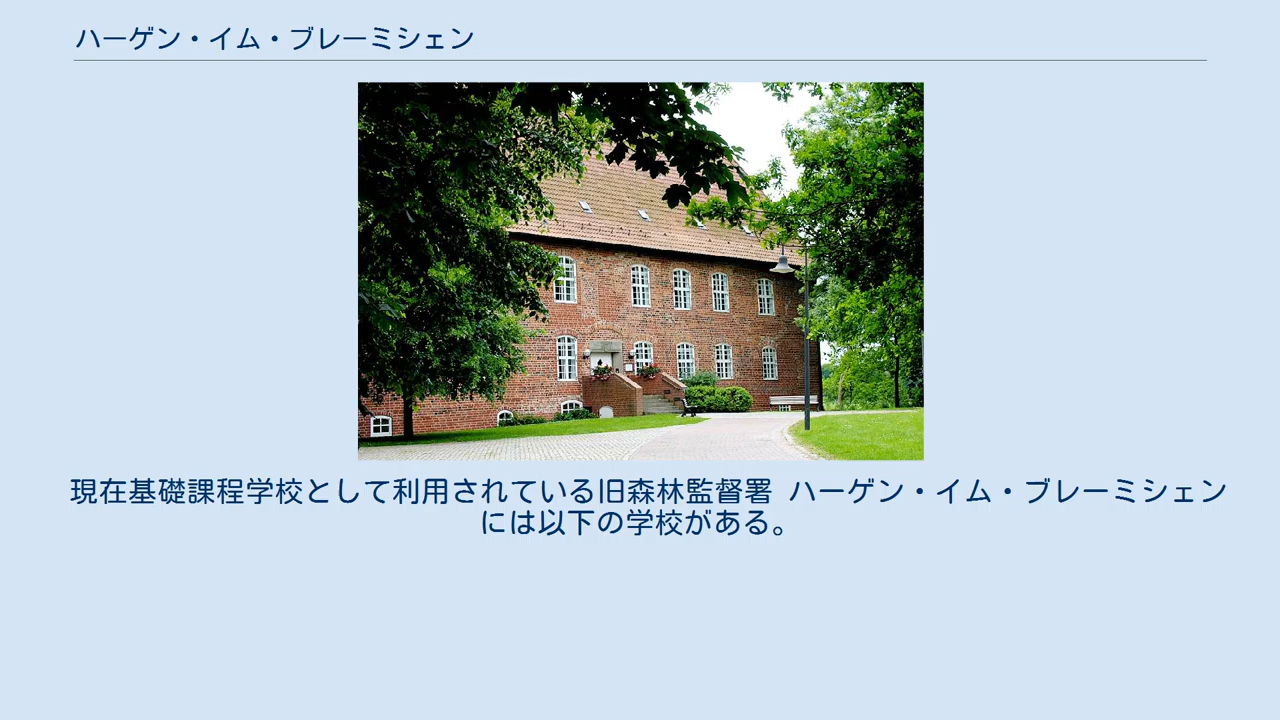 ハーゲン・イム・ブレーミシェン
現在基礎課程学校として利用されている旧森林監督署 ハーゲン・イム・ブレーミシェン
には以下の学校がある。